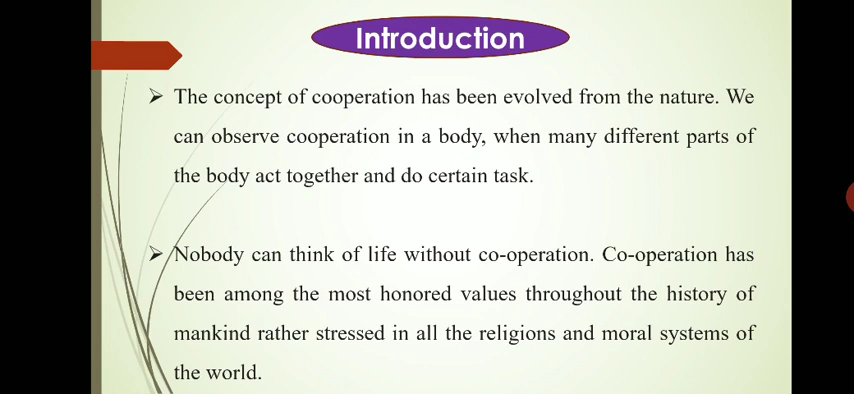 Introduction
➢ The concept of cooperation has been evolved from the nature. We
can observe cooperation in a body, when many different parts of
the body act together and do certain task.
➢ Nobody can think of life without co-operation. Co-operation has
been among the most honored values throughout the history of
mankind rather stressed in all the religions and moral systems of
the world.